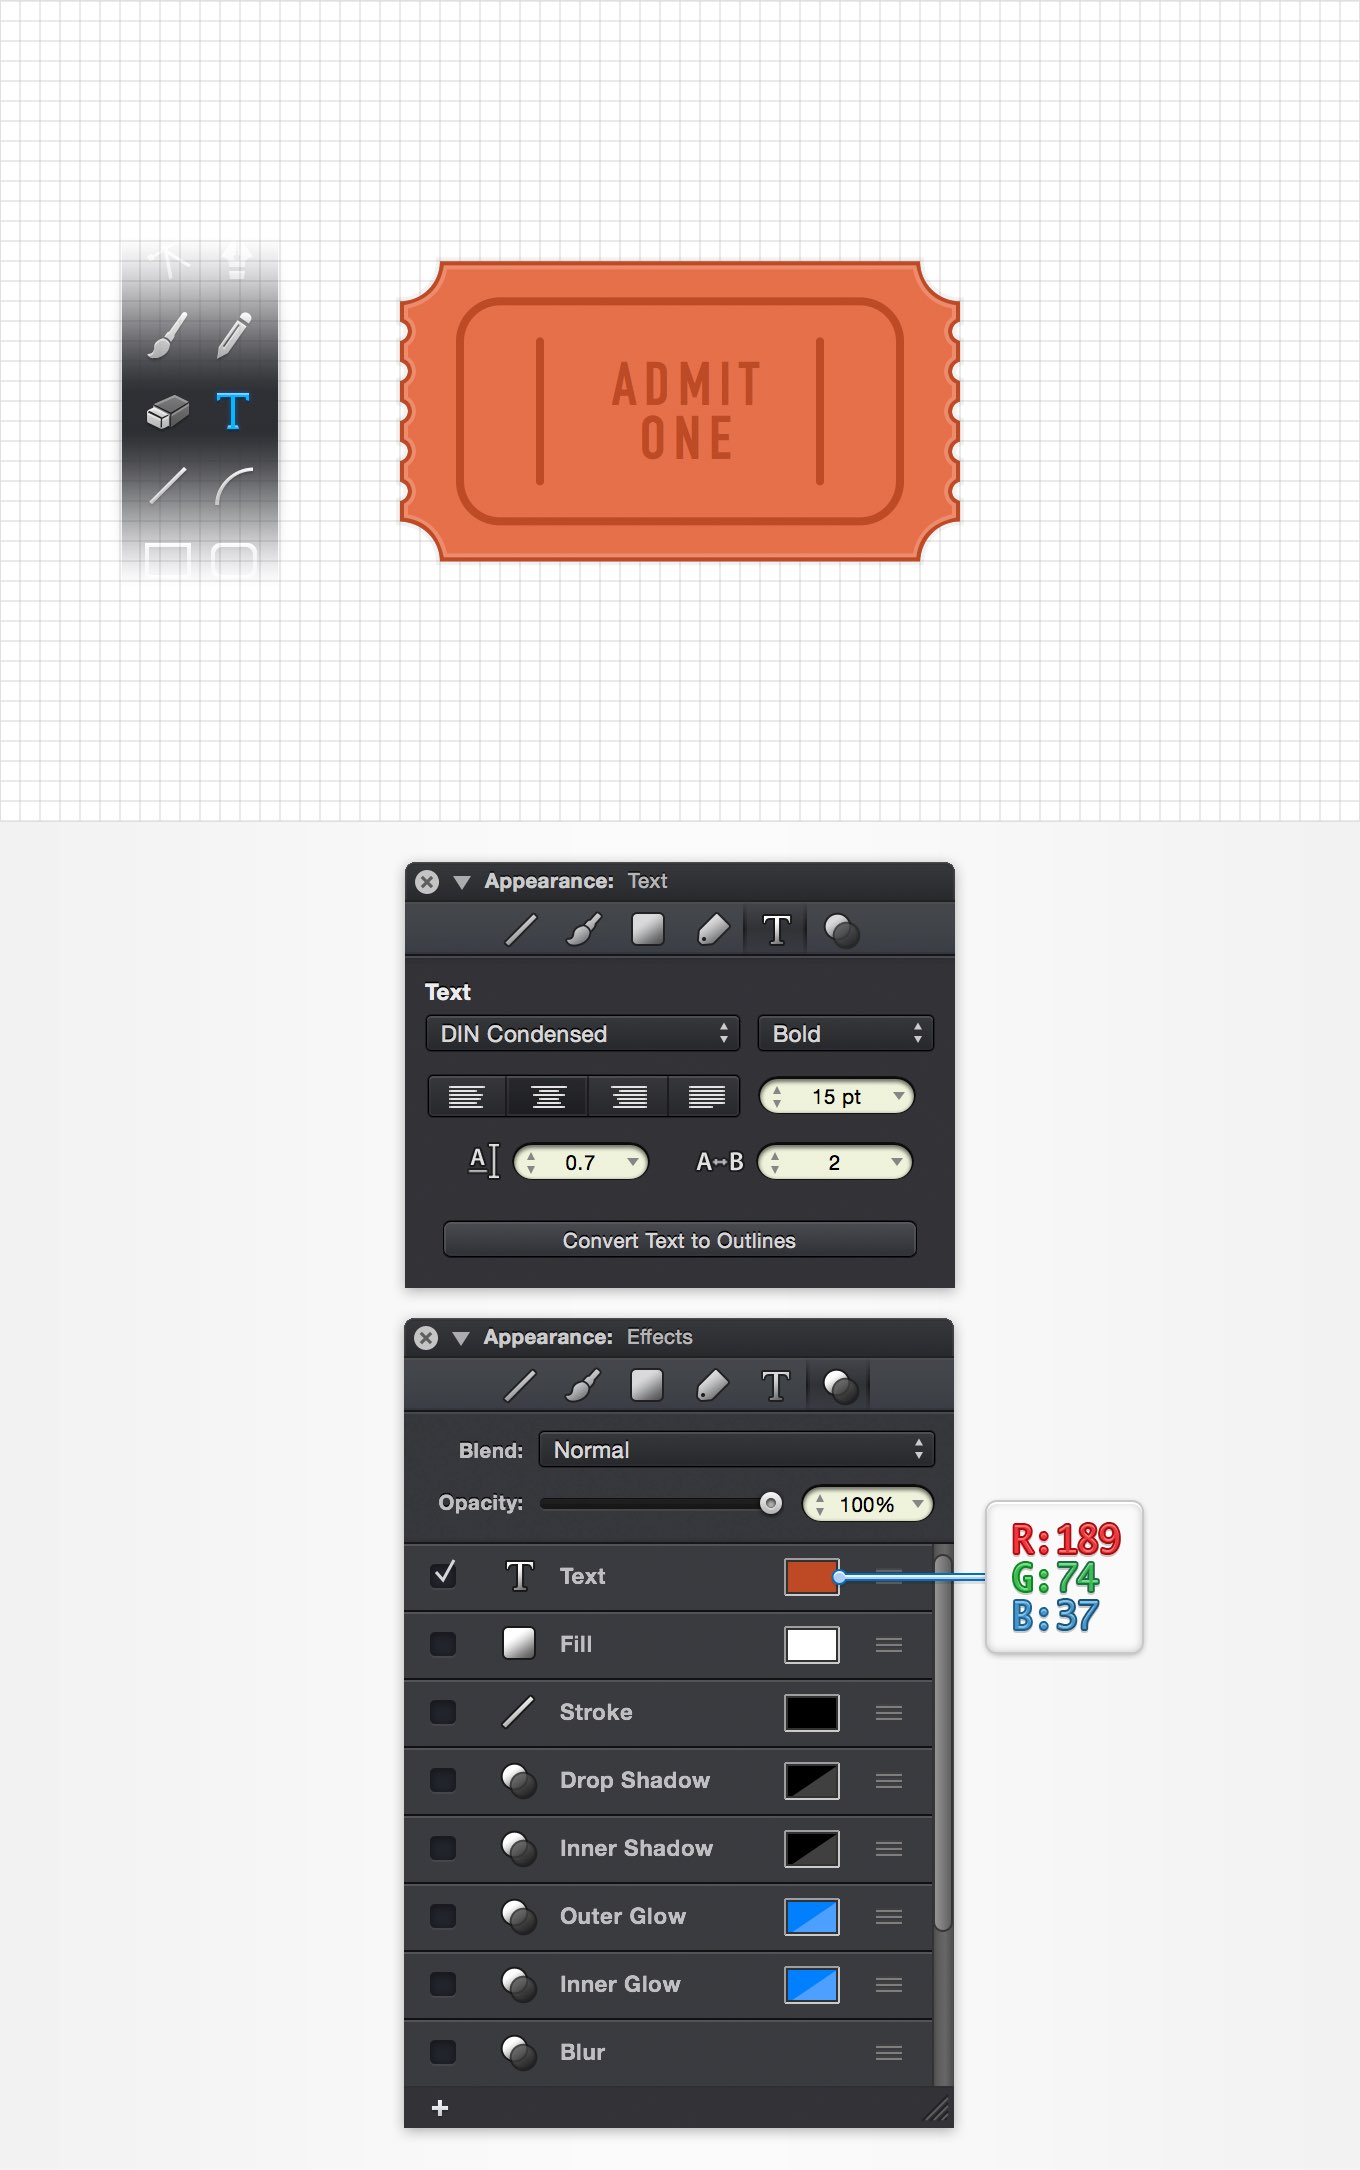 ADMIT
ONE
Appearance: Text
Text
DIN Condensed
Bold
15 pt
A 0.7
A↔B 2
Convert Text to Outlines
Appearance: Effects
Blend: Normal
Opacity: 100%
Text
R:189
G:74
B:37
Fill
Stroke
Drop Shadow
Inner Shadow
Outer Glow
Inner Glow
Blur
+